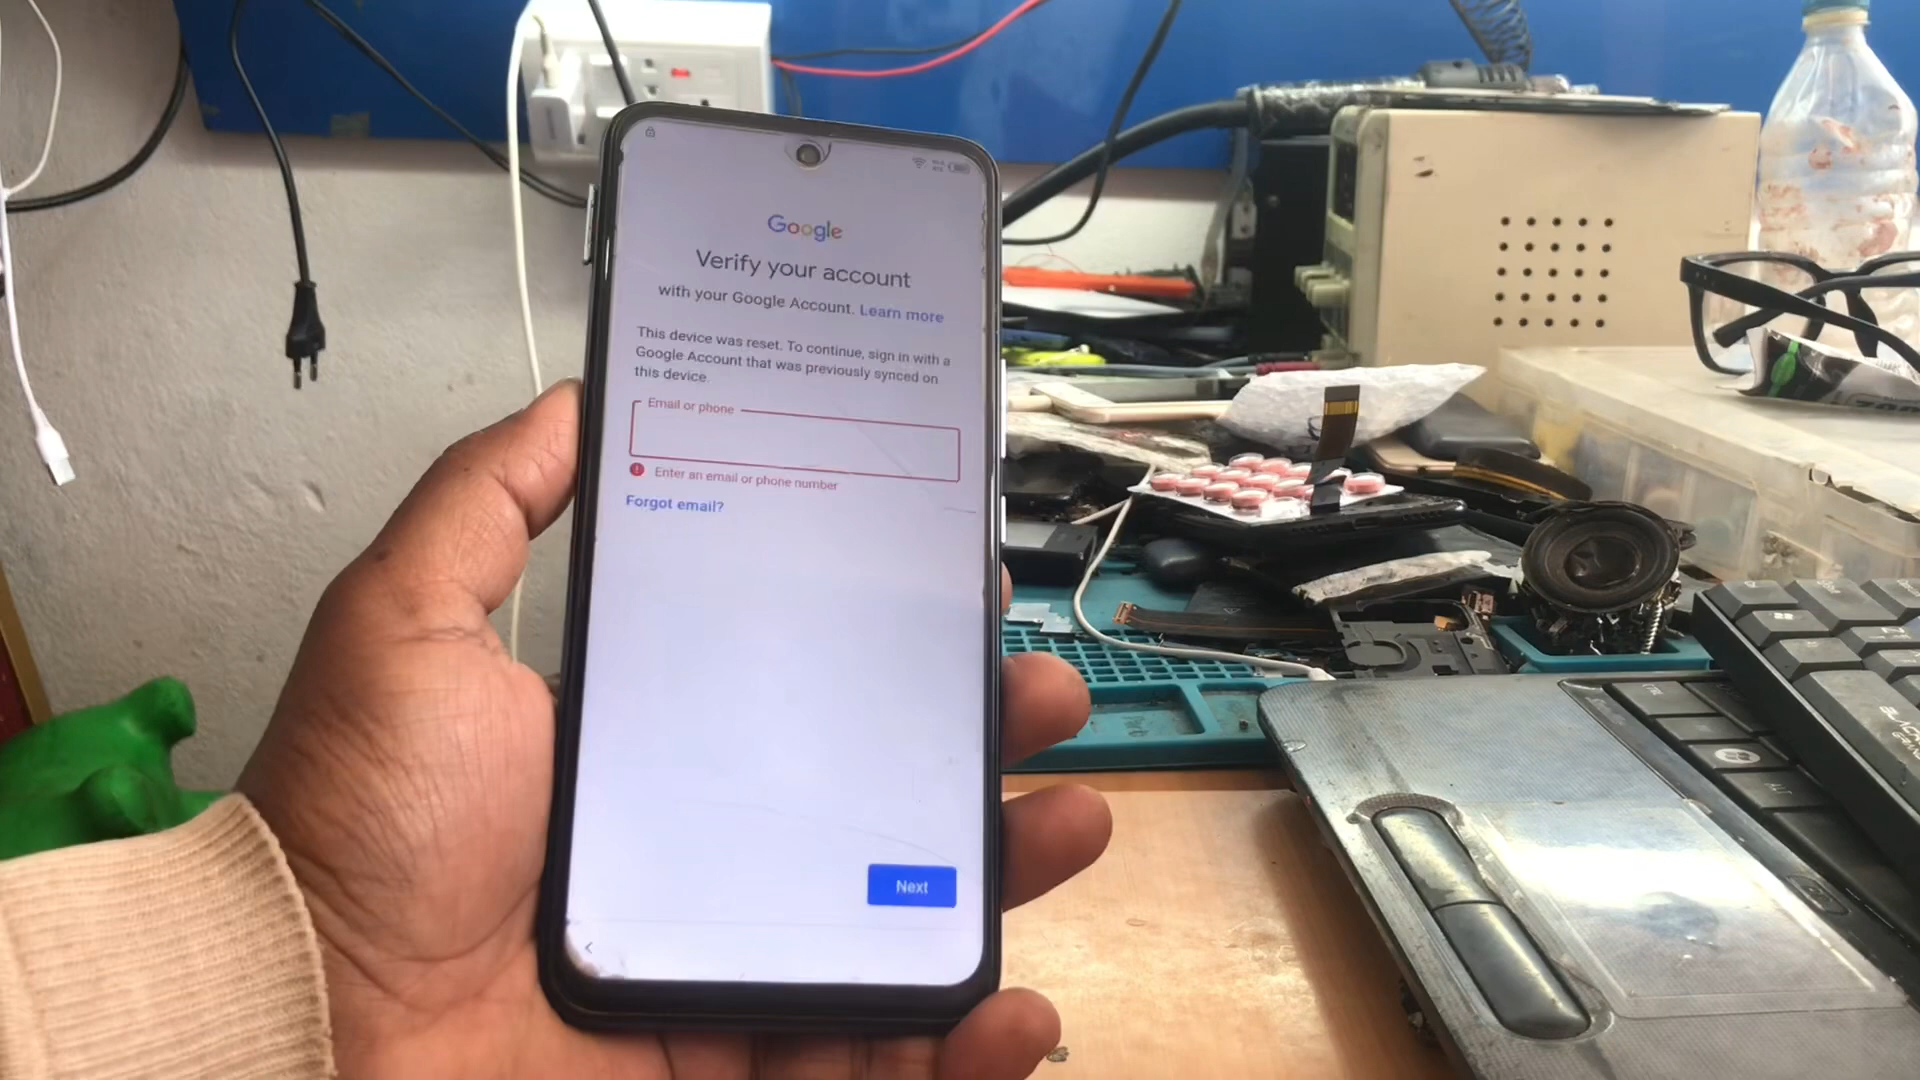 Google
Verify your account
with your Google Account. Learn more
This device was reset. To continue, sign in with a
Google Account that was previously synced on
this device.
Email or phone
Enter an email or phone number
Forgot email?
Next
ALT